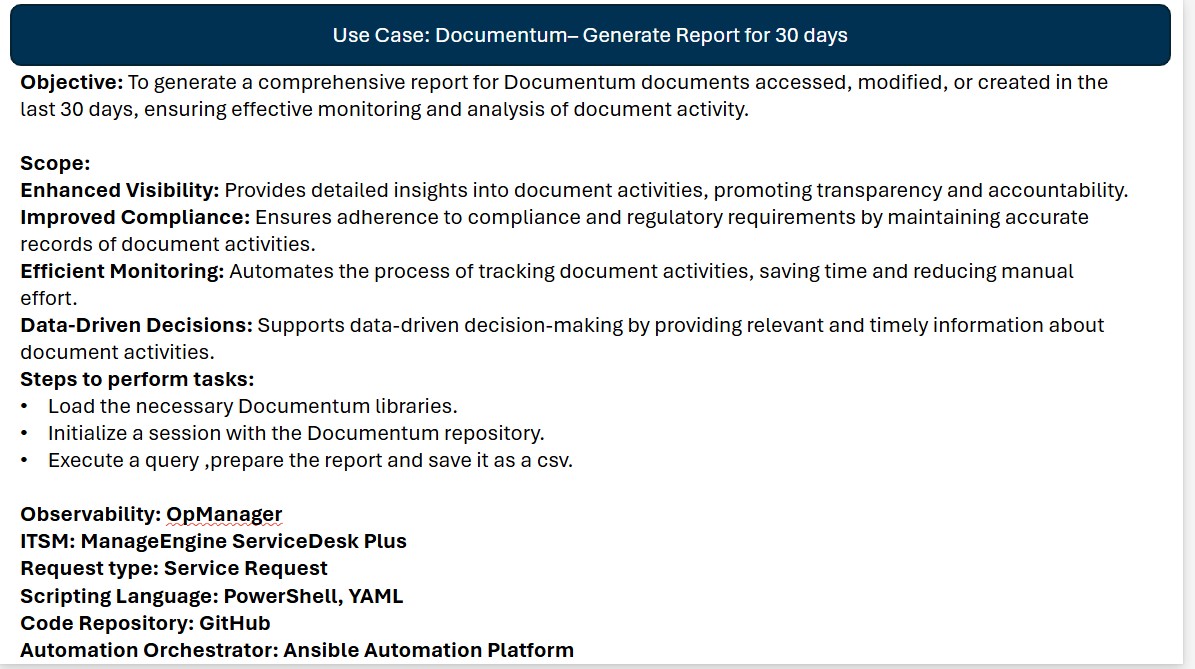 Use Case: Documentum– Generate Report for 30 days
Objective: To generate a comprehensive report for Documentum documents accessed, modified, or created in the
last 30 days, ensuring effective monitoring and analysis of document activity.
Scope:
Enhanced Visibility: Provides detailed insights into document activities, promoting transparency and accountability.
Improved Compliance: Ensures adherence to compliance and regulatory requirements by maintaining accurate
records of document activities.
Efficient Monitoring: Automates the process of tracking document activities, saving time and reducing manual
effort.
Data-Driven Decisions: Supports data-driven decision-making by providing relevant and timely information about
document activities.
Steps to perform tasks:
• Load the necessary Documentum libraries.
• Initialize a session with the Documentum repository.
• Execute a query ,prepare the report and save it as a csv.
Observability: OpManager
ITSM: ManageEngine ServiceDesk Plus
Request type: Service Request
Scripting Language: PowerShell, YAML
Code Repository: GitHub
Automation Orchestrator: Ansible Automation Platform